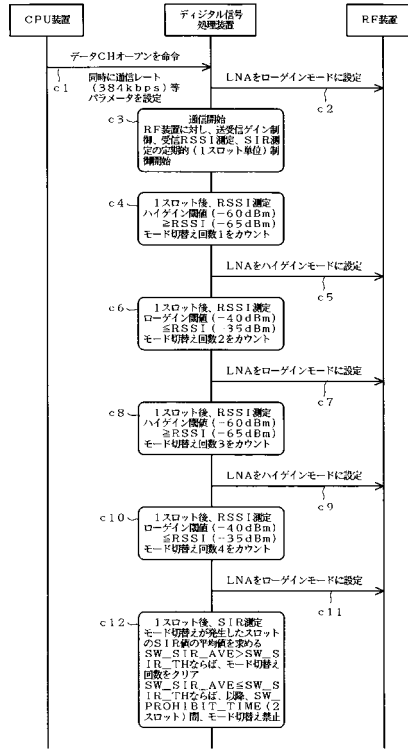 CPU装置
ディジタル信号
処理装置
RF装置
データCHオープンを命令
c1
同時に通信レート
(384kbps)等
パラメータを設定
LNAをローゲインモードに設定
c2
c3
通信開始
RF装置に対し、送受信ゲイン制
御、受信RSSI測定、SIR測
定の定期的(1スロット単位)制
御開始
c4
1スロット後、RSSI測定
ハイゲイン閾値(-60dBm)
≧RSSI(-65dBm)
モード切替え回数1をカウント
LNAをハイゲインモードに設定
c5
c6
1スロット後、RSSI測定
ローゲイン閾値(-40dBm)
≦RSSI(-35dBm)
モード切替え回数2をカウント
LNAをローゲインモードに設定
c7
c8
1スロット後、RSSI測定
ハイゲイン閾値(-60dBm)
≧RSSI(-65dBm)
モード切替え回数3をカウント
LNAをハイゲインモードに設定
c9
c10
1スロット後、RSSI測定
ローゲイン閾値(-40dBm)
≦RSSI(-35dBm)
モード切替え回数4をカウント
LNAをローゲインモードに設定
c11
c12
1スロット後、SIR測定
モード切替えが発生したスロット
のSIR値の平均値を求める
SW_SIR_AVE>SW_S
IR_THならば、モード切替え
回数をクリア
SW_SIR_AVE≦SW_S
IR_THならば、以降、SW_
PROHIBIT_TIME(2
スロット)間、モード切替え禁止